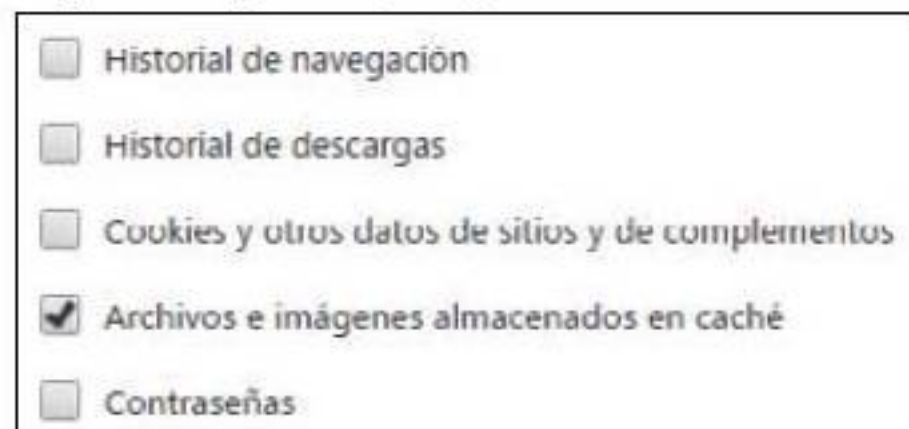 Historial de navegación
Historial de descargas
Cookies y otros datos de sitios y de complementos
Archivos e imágenes almacenados en caché
Contraseñas